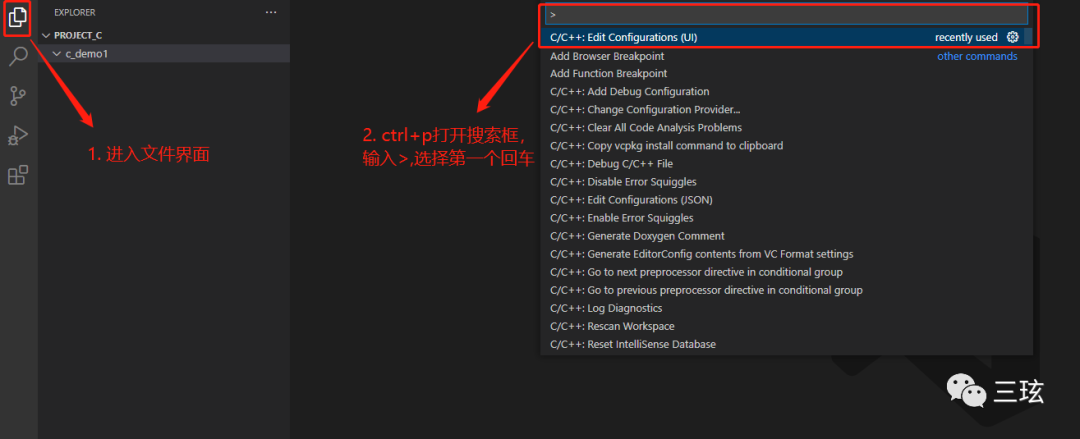 EXPLORER
PROJECT_C
c_demo1
1. 进入文件界面
2. ctrl+p打开搜索框,
输入>,选择第一个回车
>
C/C++: Edit Configurations (UI) recently used
Add Browser Breakpoint other commands
Add Function Breakpoint
C/C++: Add Debug Configuration
C/C++: Change Configuration Provider...
C/C++: Clear All Code Analysis Problems
C/C++: Copy vcpkg install command to clipboard
C/C++: Debug C/C++ File
C/C++: Disable Error Squiggles
C/C++: Edit Configurations (JSON)
C/C++: Enable Error Squiggles
C/C++: Generate Doxygen Comment
C/C++: Generate EditorConfig contents from VC Format settings
C/C++: Go to next preprocessor directive in conditional group
C/C++: Go to previous preprocessor directive in conditional group
C/C++: Log Diagnostics
C/C++: Rescan Workspace
C/C++: Reset IntelliSense Database
三玹